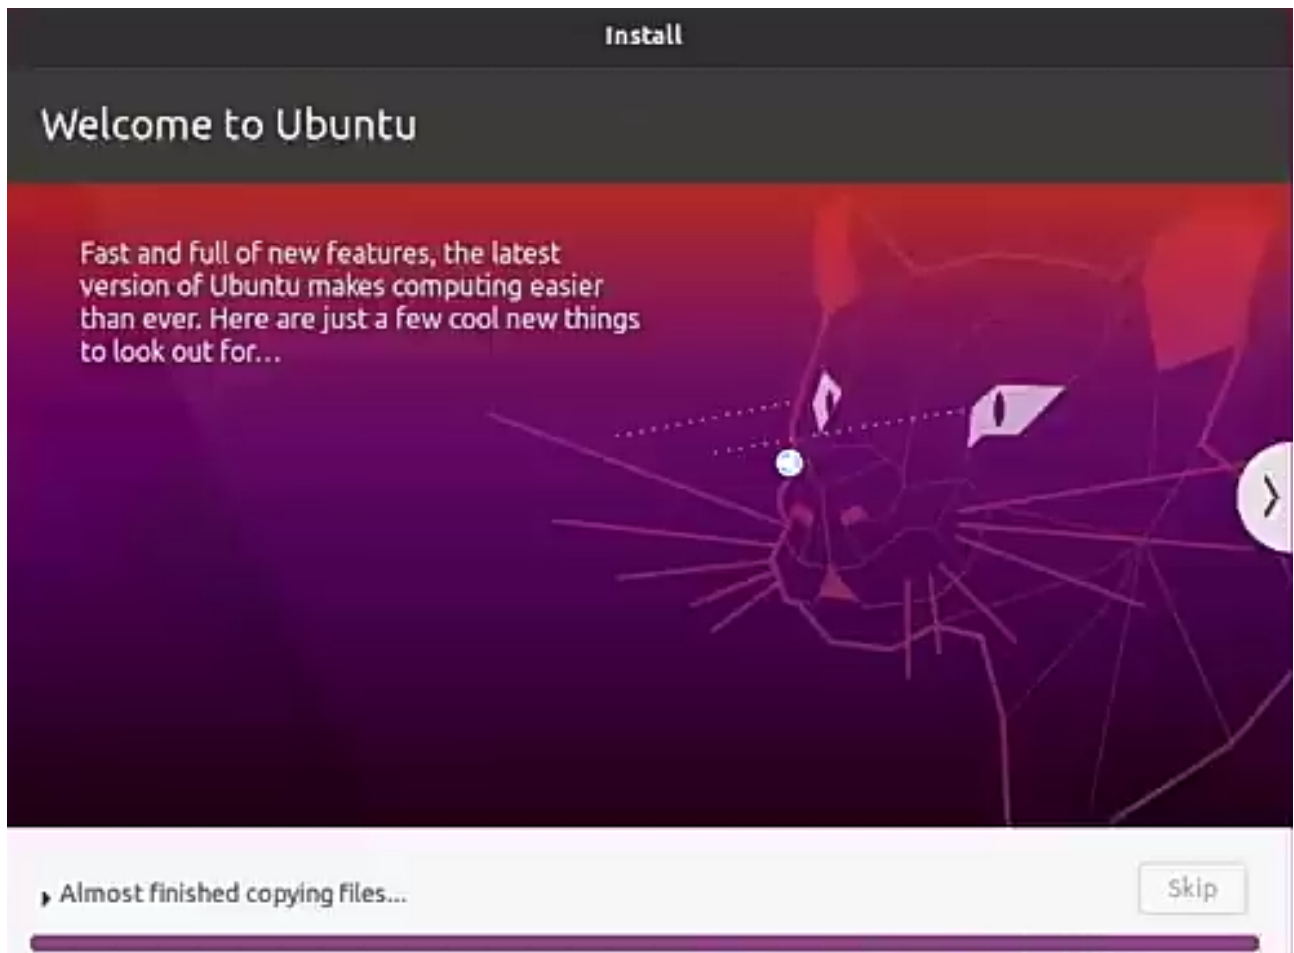 Install
Welcome to Ubuntu
Fast and full of new features, the latest
version of Ubuntu makes computing easier
than ever. Here are just a few cool new things
to look out for...
Almost finished copying files...
Skip